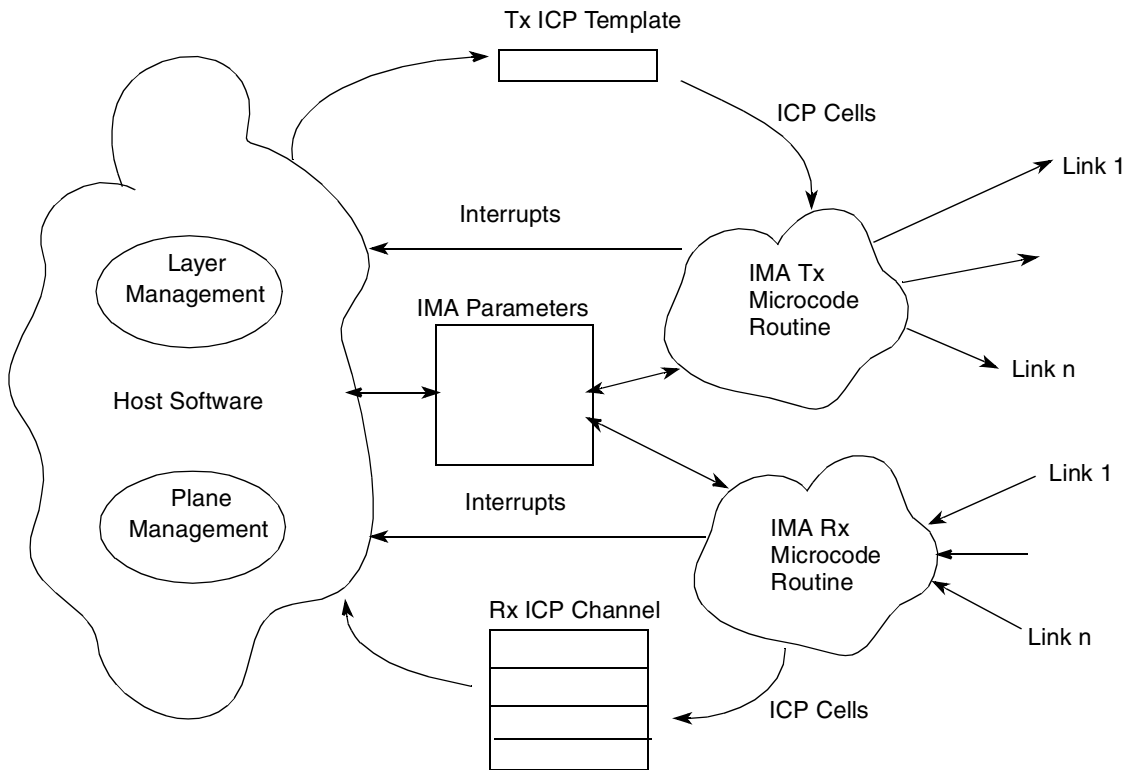 Tx ICP Template
ICP Cells
Link 1
Interrupts
Layer
Management
IMA Tx
Microcode
Routine
IMA Parameters
Link n
Host Software
Link 1
Plane
Management
Interrupts
IMA Rx
Microcode
Routine
Rx ICP Channel
Link n
ICP Cells